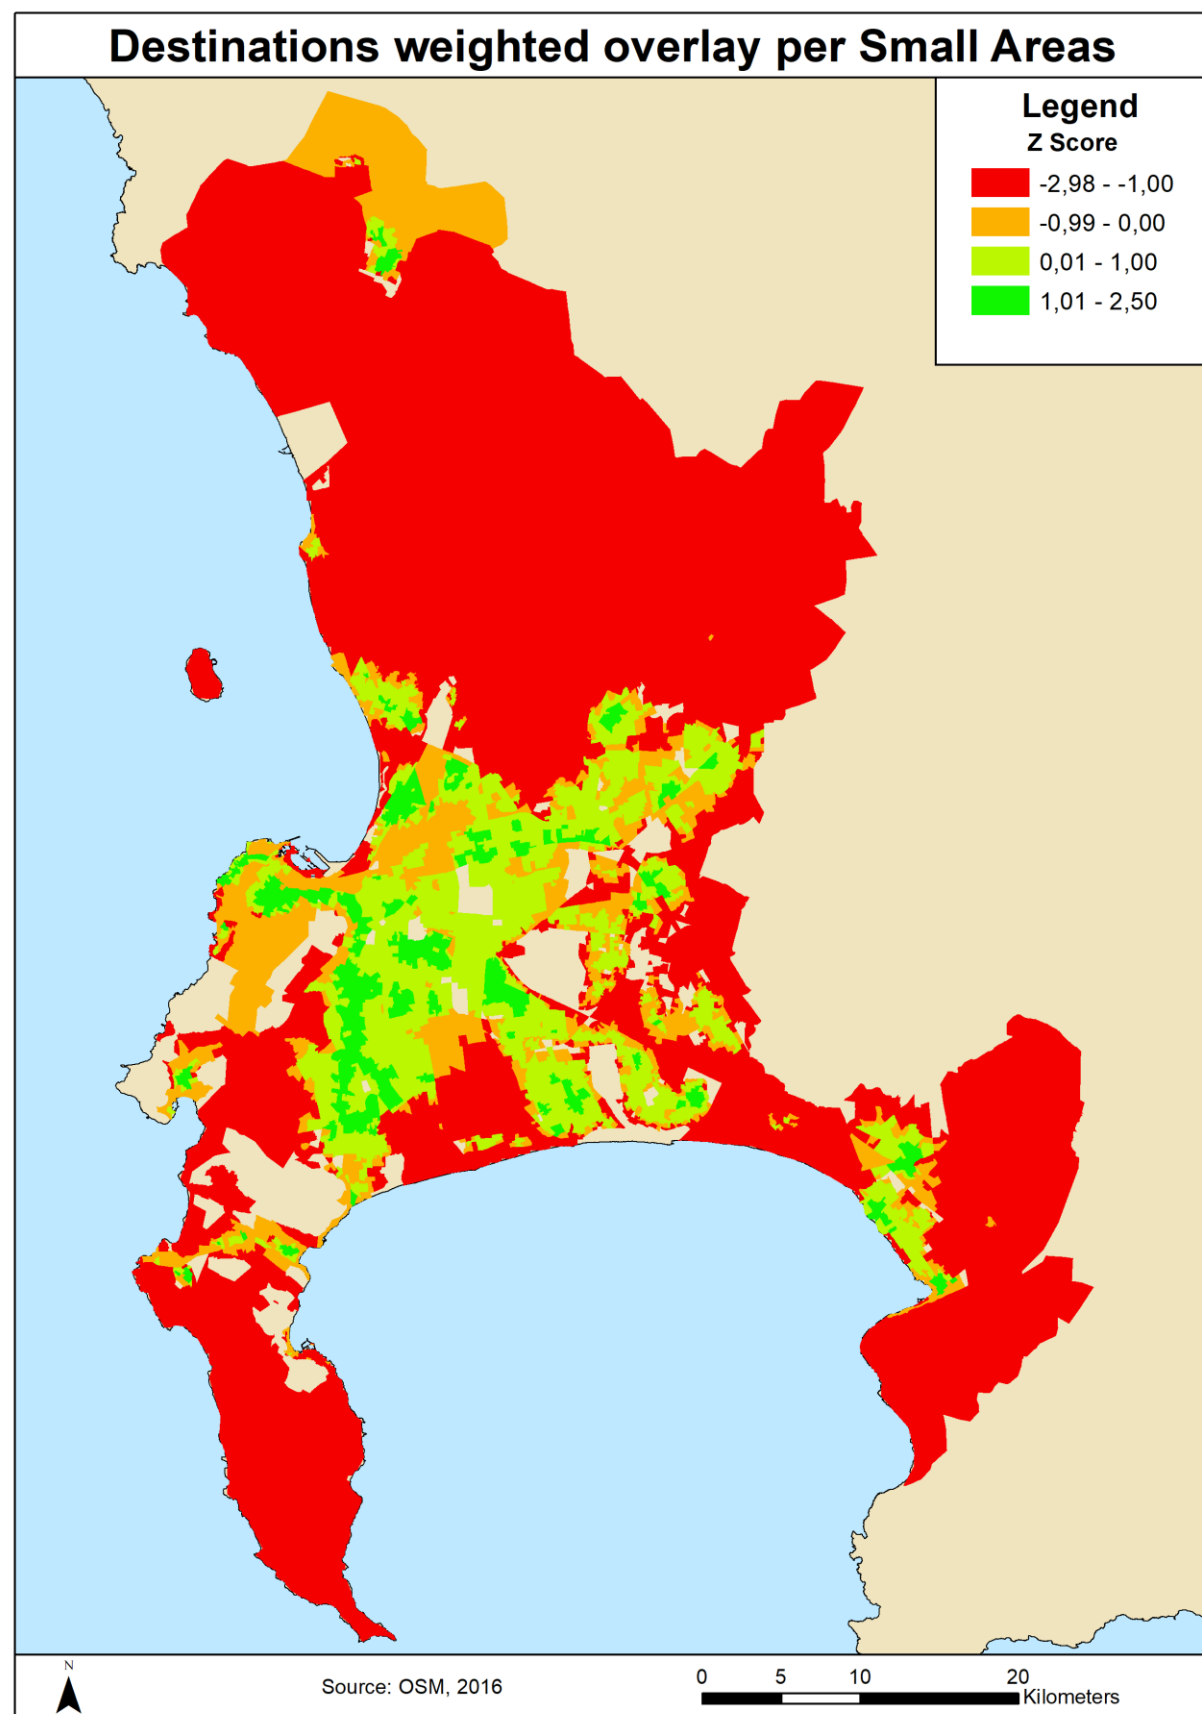 Destinations weighted overlay per Small Areas
Legend
Z Score
-2,98 - -1,00
-0,99 - 0,00
0,01 - 1,00
1,01 - 2,50
N
Source: OSM, 2016
0 5 10 20
Kilometers